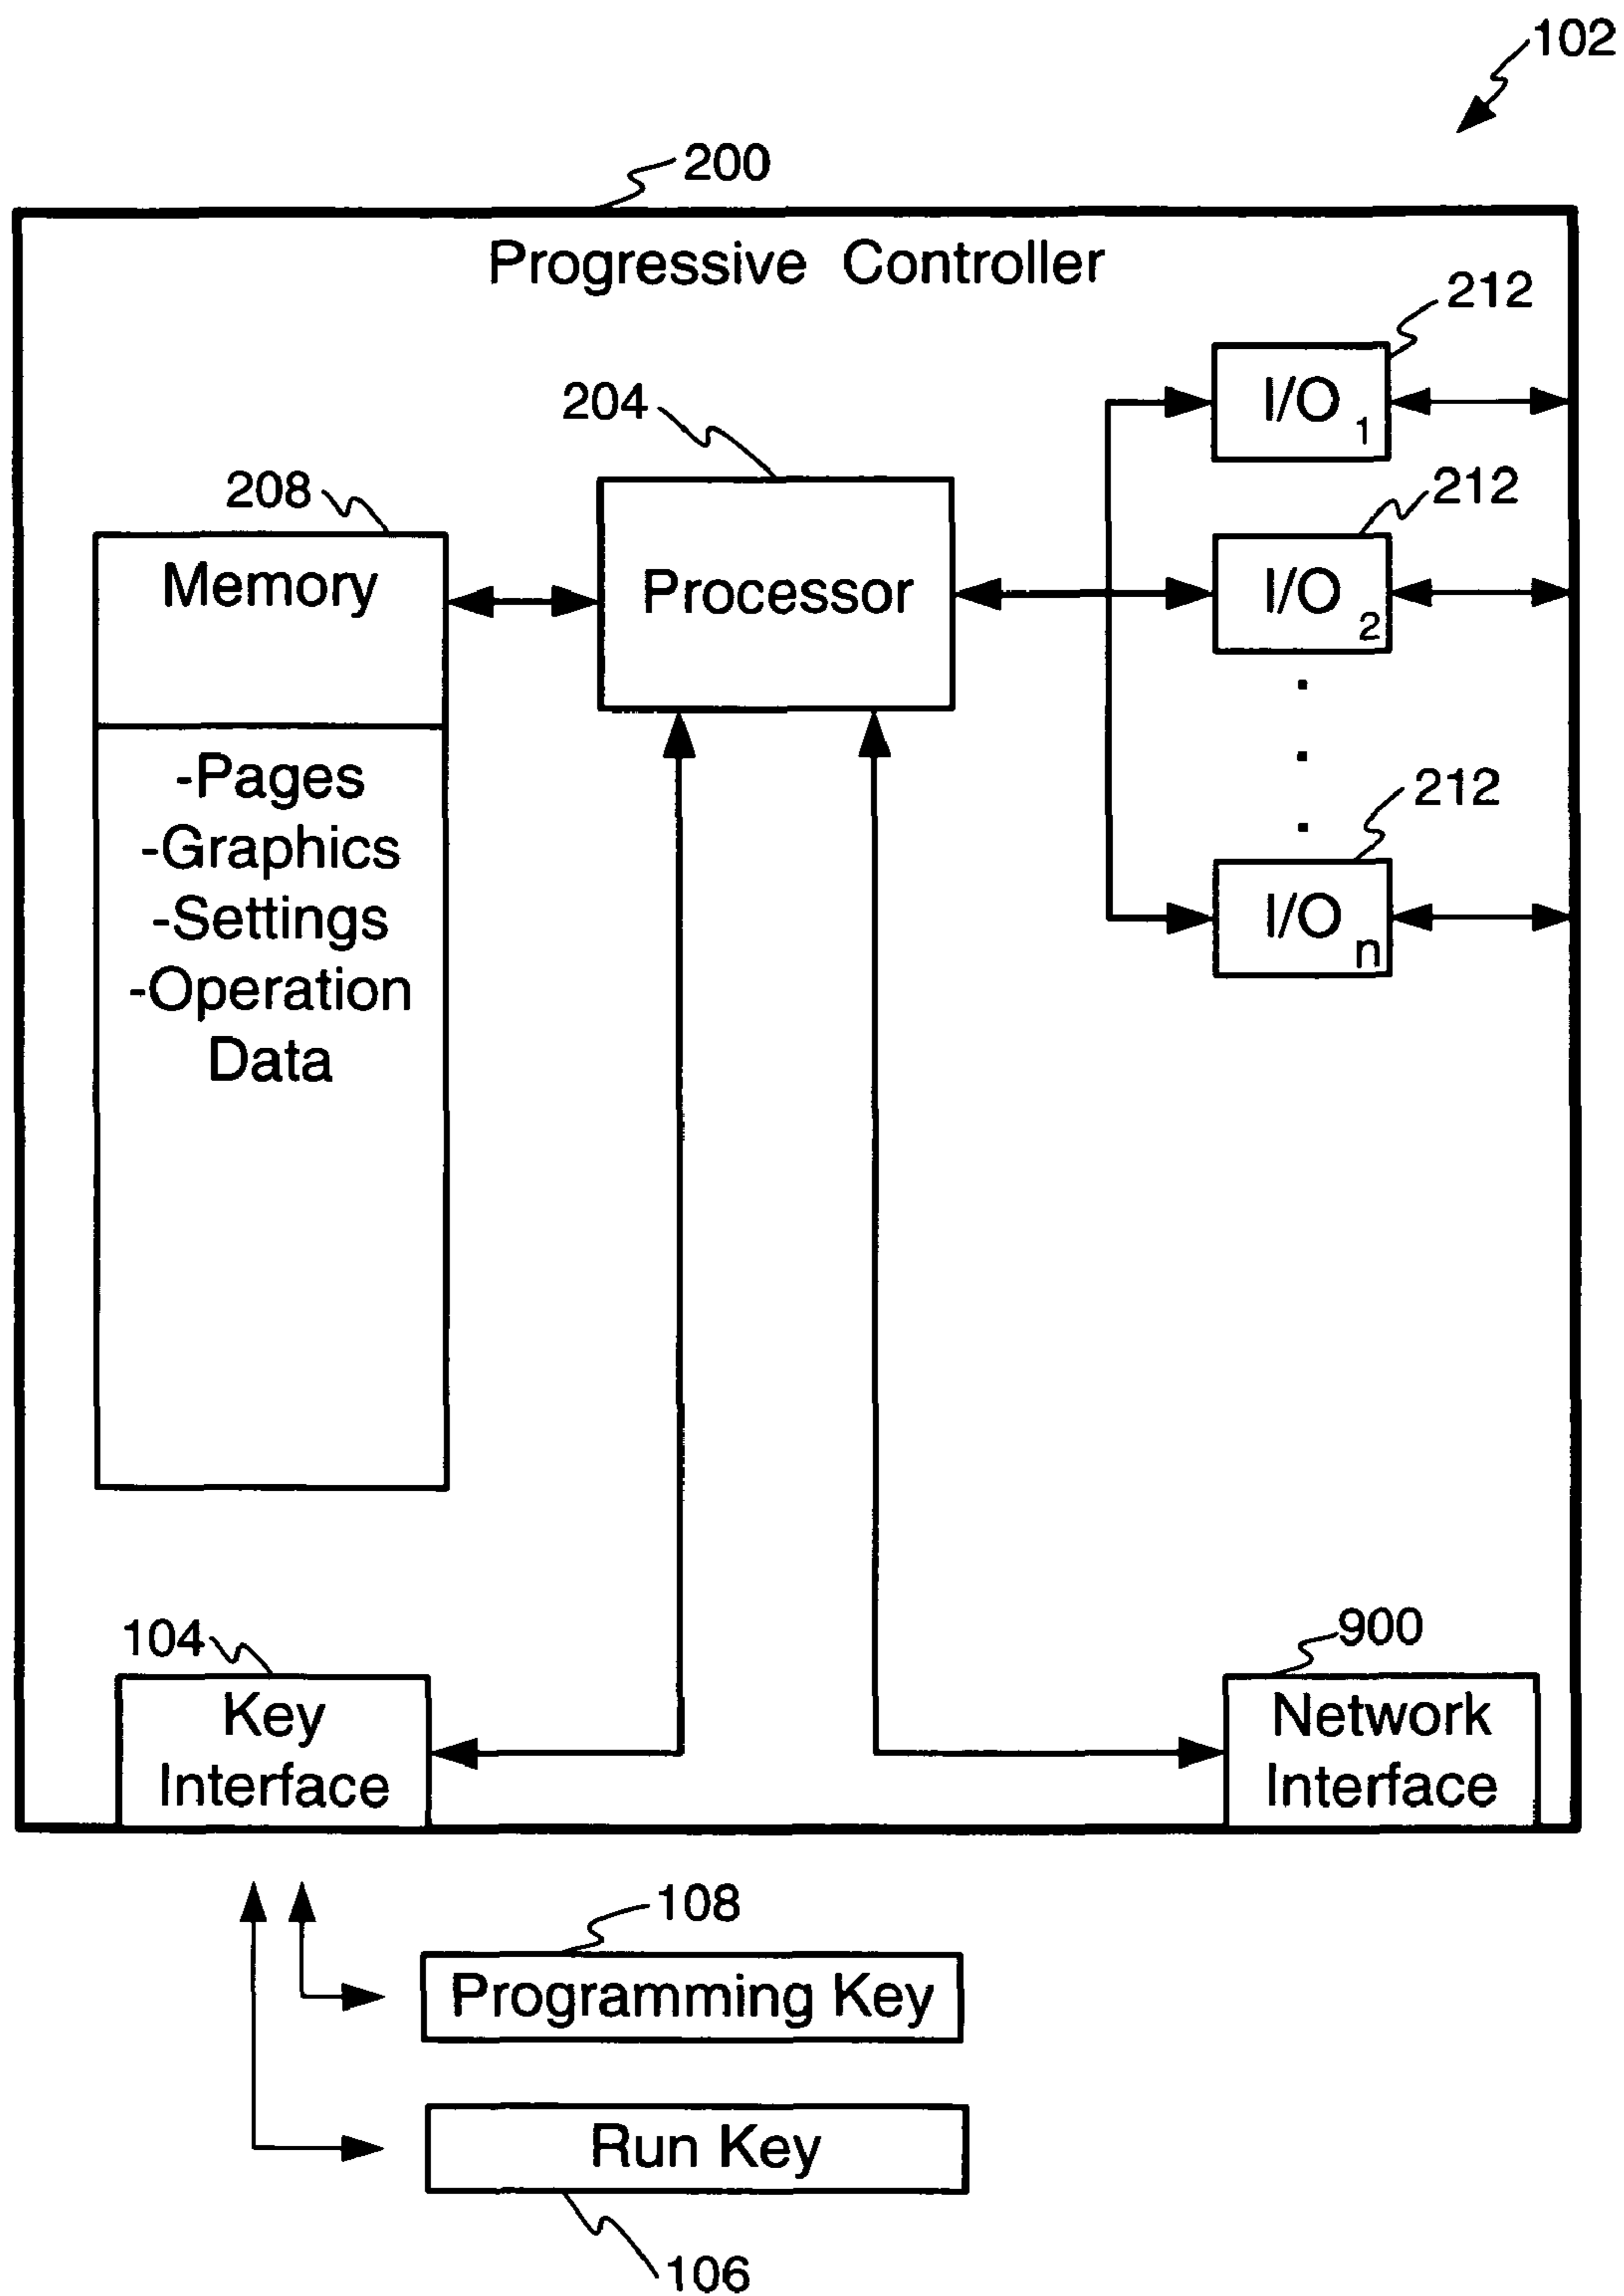 102
200
Progressive Controller
212
I/O 1
204
208
212
Memory
Processor
I/O 2
-Pages
-Graphics
-Settings
-Operation
Data
212
I/O n
104
900
Key
Interface
Network
Interface
108
Programming Key
Run Key
106